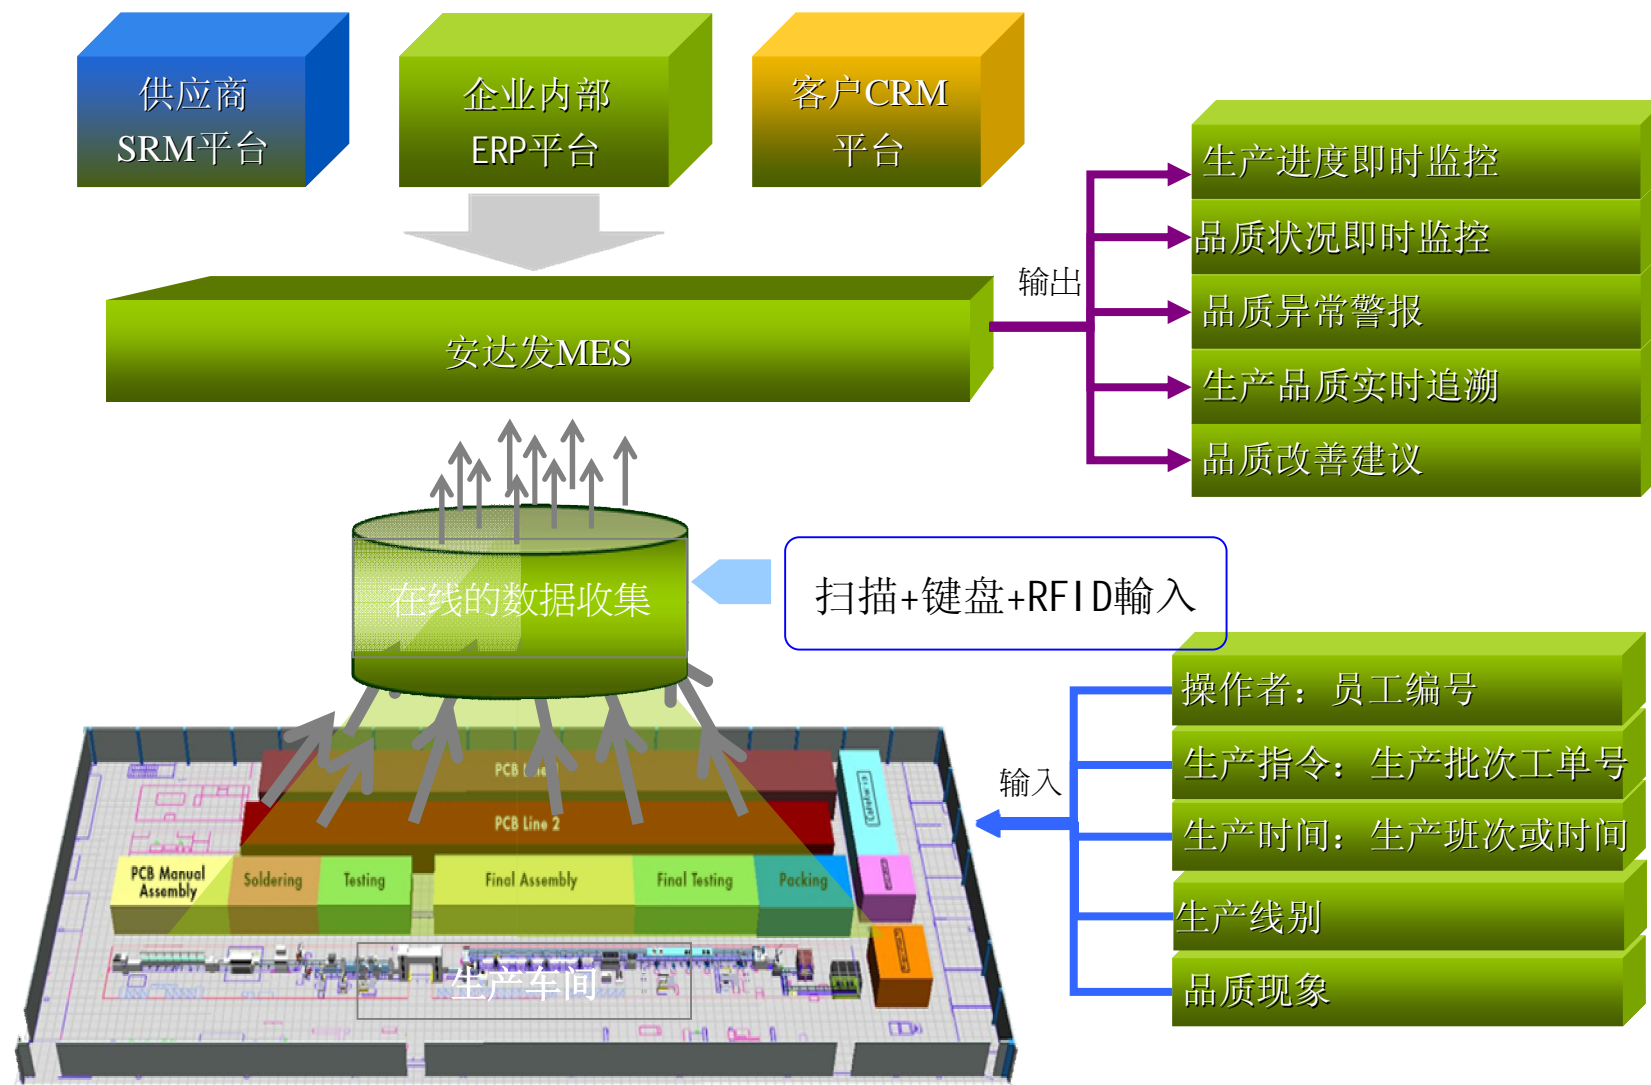 供应商
SRM平台
企业内部
ERP平台
客户CRM
平台
生产进度即时监控
品质状况即时监控
输出
品质异常警报
安达发MES
生产品质实时追溯
品质改善建议
在线的数据收集
扫描+键盘+RFID輸入
操作者：员工编号
生产指令：生产批次工单号
输入
生产时间：生产班次或时间
生产线别
品质现象
PCB Line
PCB Line 2
PCB Manual
Assembly
Soldering
Testing
Final Assembly
Final Testing
Packing
生产车间